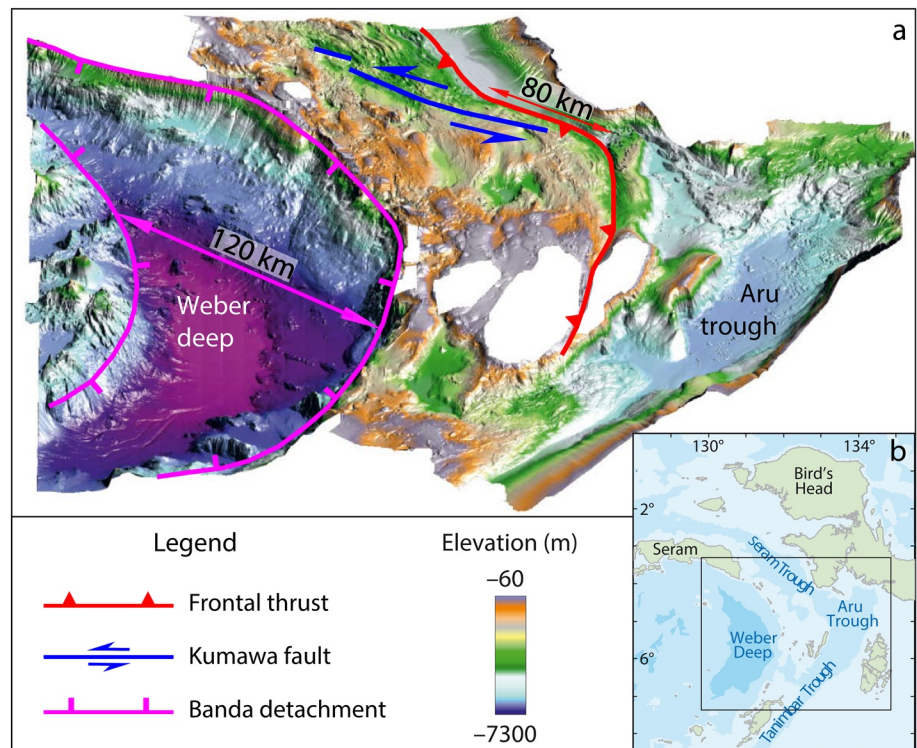 a
80 km
120 km
Weber
deep
Aru
trough
Legend
Frontal thrust
Kumawa fault
Banda detachment
Elevation (m)
–60
–7300
b
130°
134°
2°
6°
Bird's
Head
Seram
Seram Trough
Aru
Trough
Weber
Deep
Tanimbar Trough